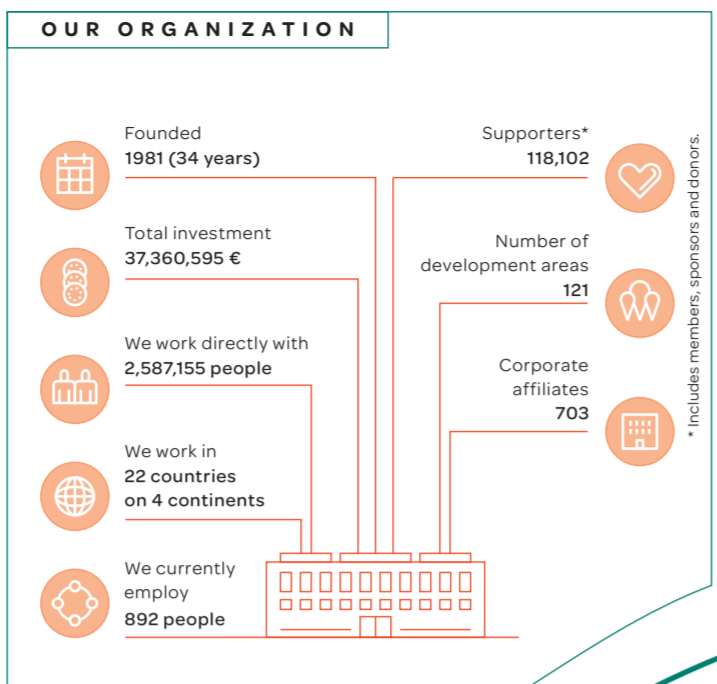 OUR ORGANIZATION
Founded
1981 (34 years)
Total investment
37,360,595 €
We work directly with
2,587,155 people
We work in
22 countries
on 4 continents
We currently
employ
892 people
Supporters*
118,102
Number of
development areas
121
Corporate
affiliates
703
* Includes members, sponsors and donors.